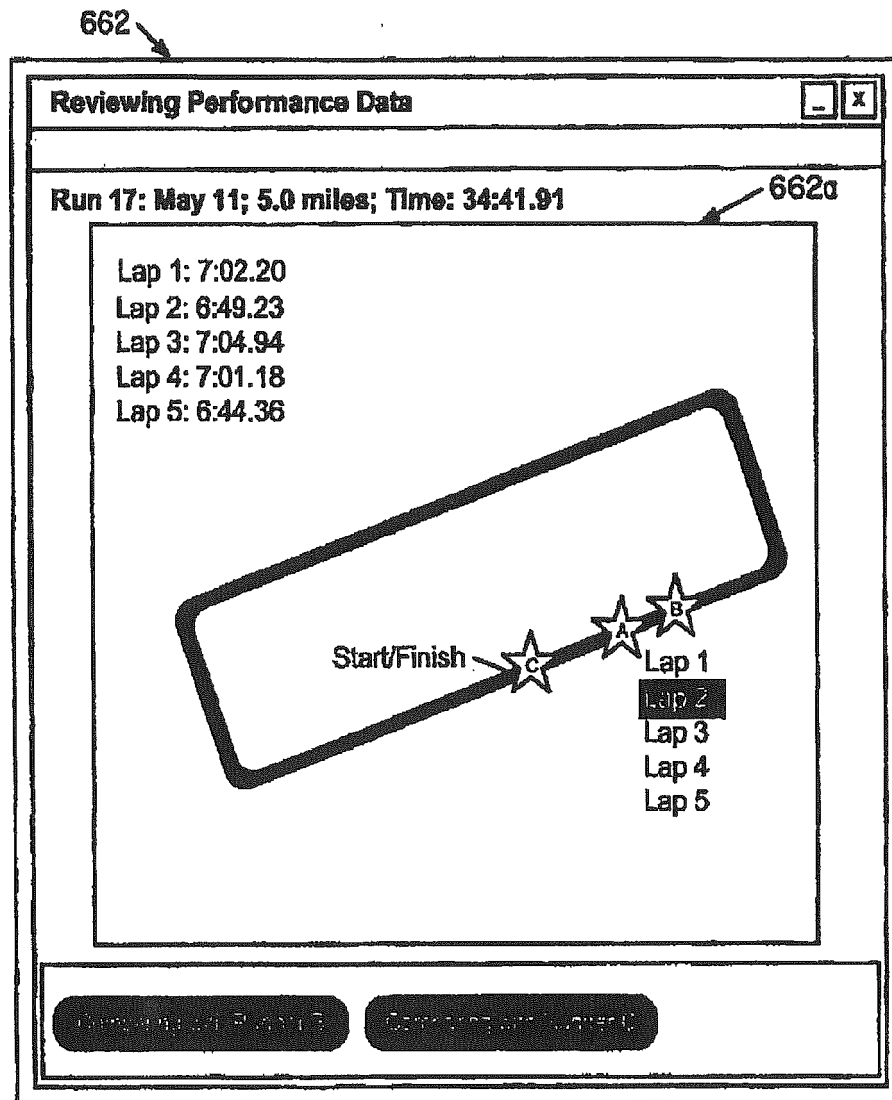 662
Reviewing Performance Data
_ X
Run 17: May 11; 5.0 miles; Time: 34:41.91
662a
Lap 1: 7:02.20
Lap 2: 6:49.23
Lap 3: 7:04.94
Lap 4: 7:01.18
Lap 5: 6:44.36
B
A
Start/Finish
C
Lap 1
Lap 2
Lap 3
Lap 4
Lap 5